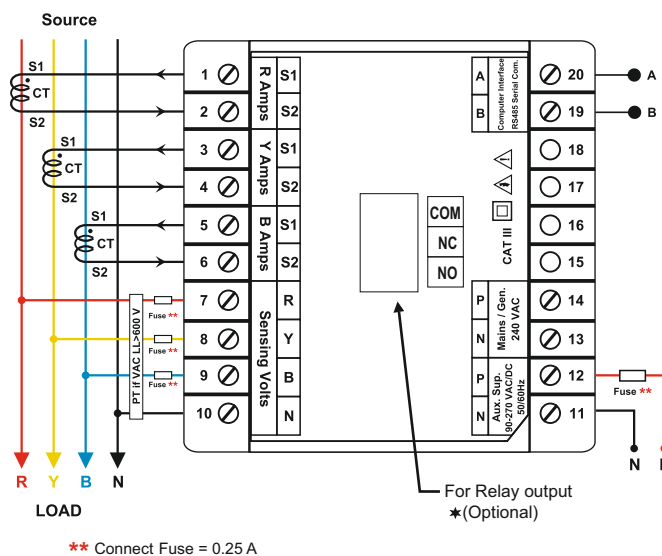 Source
S1
CT
S2
S1
CT
S2
S1
CT
S2
1
2
3
4
5
6
7
8
9
10
R Amps
Y Amps
B Amps
Sensing Volts
S1
S2
S1
S2
S1
S2
R
Y
B
N
PT if VAC LL>600 V
Fuse **
Fuse **
Fuse **
COM
NC
NO
CAT III
A
B
Computer Interface
RS485 Serial Com.
P
N
Mains / Gen.
240 VAC
P
N
Aux. Sup.
90-270 VAC/DC
50/60Hz
20
19
18
17
16
15
14
13
12
11
A
B
Fuse **
N
R Y B N
LOAD
For Relay output
✶(Optional)
** Connect Fuse = 0.25 A